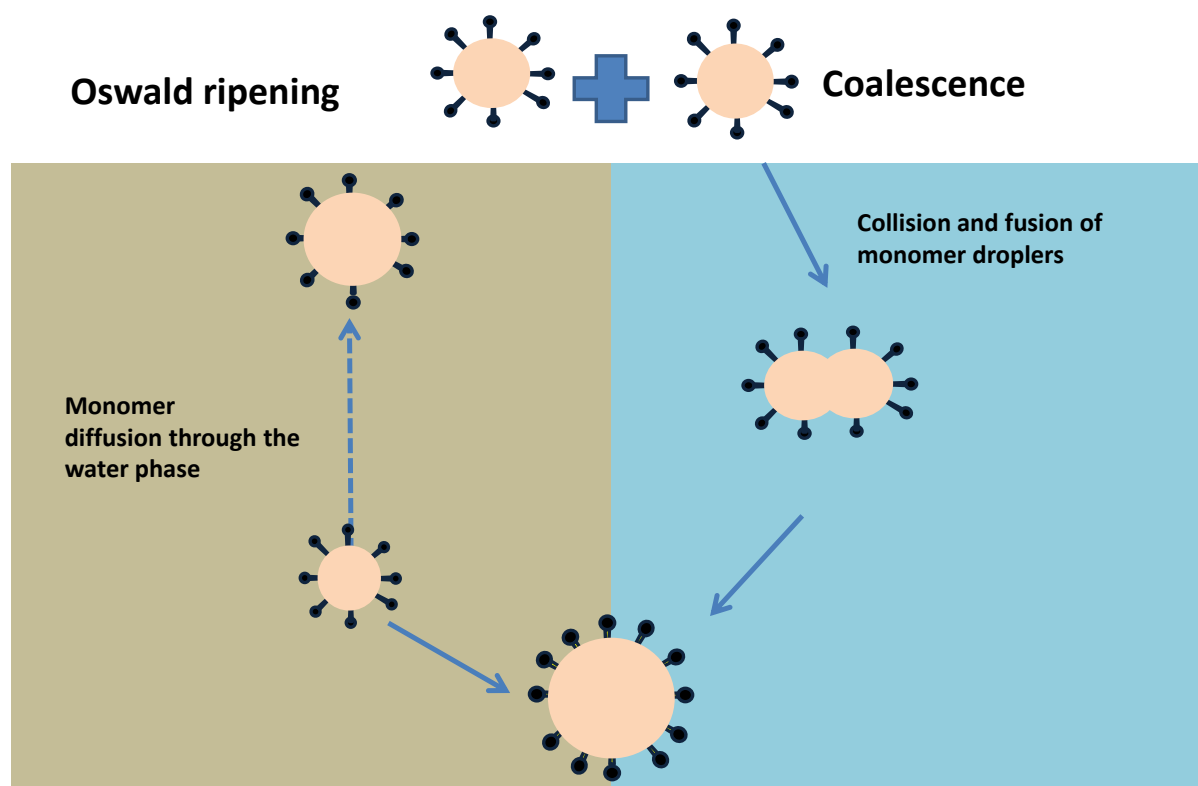 Oswald ripening
Coalescence
Collision and fusion of
monomer droplers
Monomer
diffusion through the
water phase